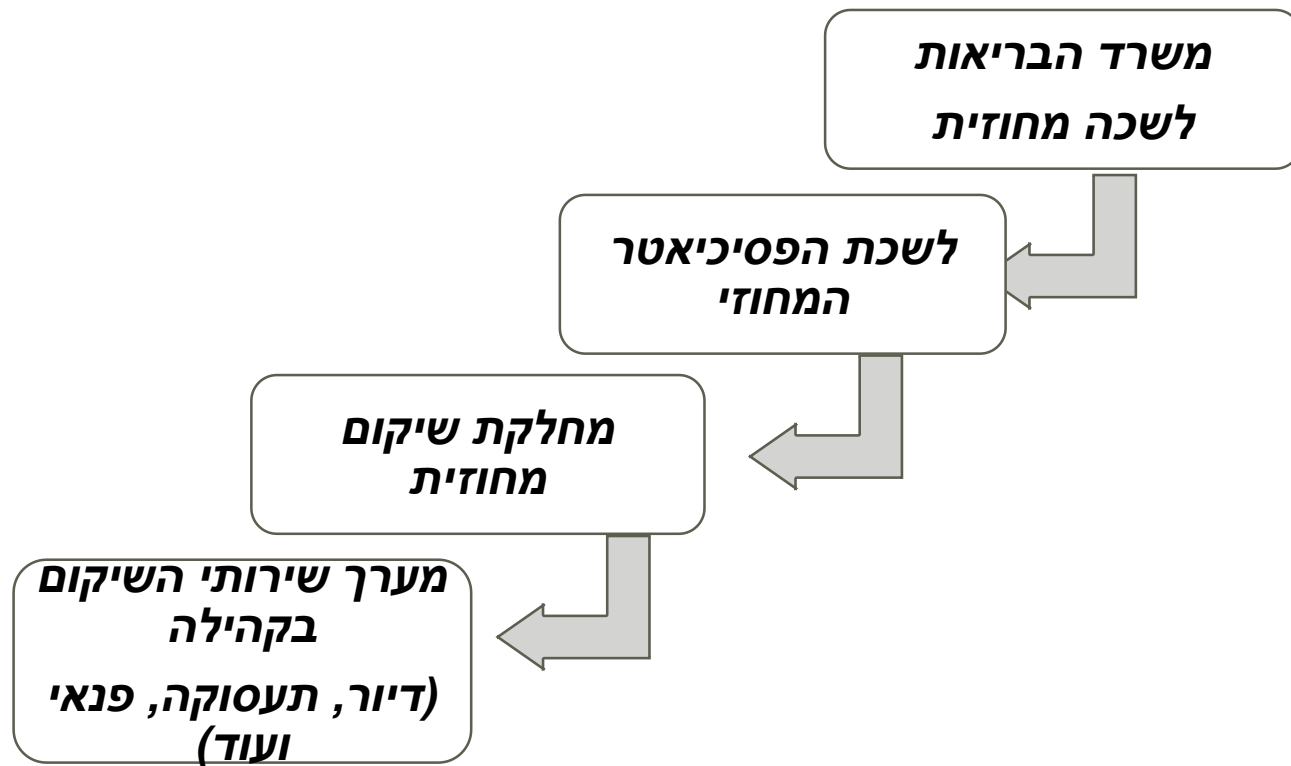 משרד הבריאות
לשכה מחוזית
לשכת הפסיכיאטר
המחוזי
מחלקת שיקום
מחוזית
מערך שירותי השיקום
בקהילה
(דיור, תעסוקה, פנאי
ועוד)